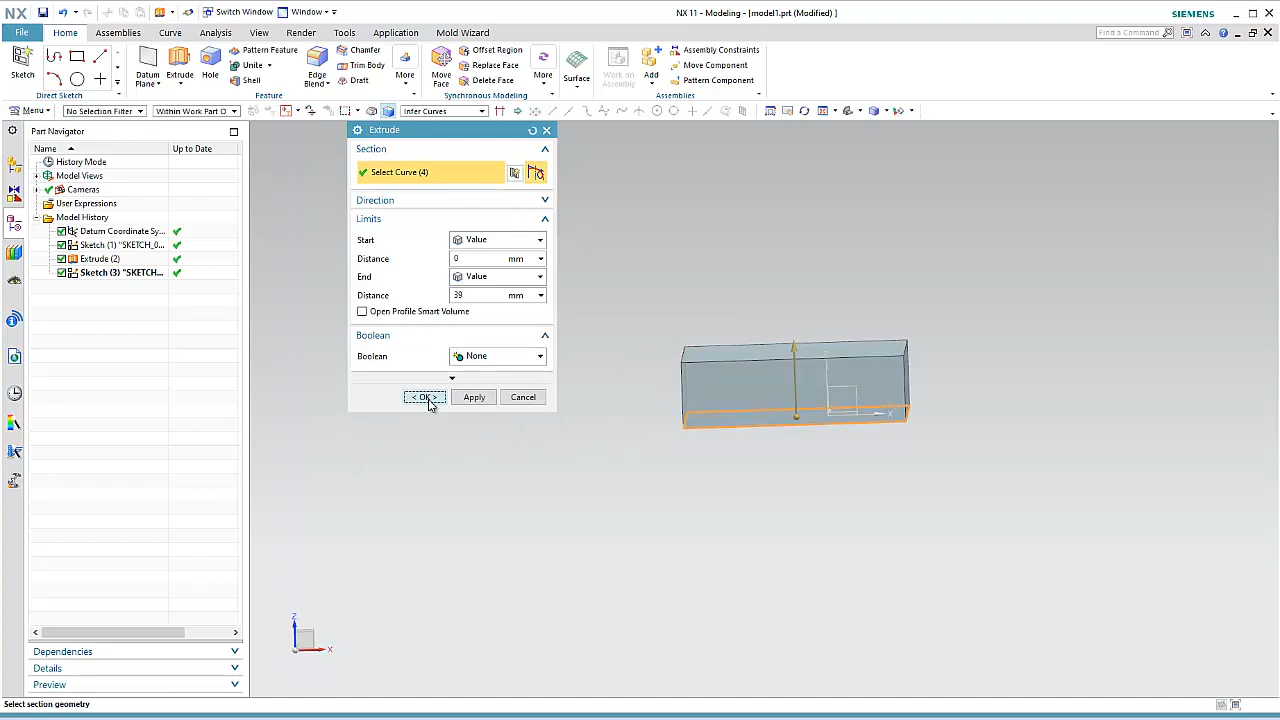 NX Switch Window Window NX 11 - Modeling - [model1.prt (Modified) ] SIEMENS
File Home Assemblies Curve Analysis View Render Tools Application Mold Wizard Find a Command
Sketch
Direct Sketch
Datum Plane
Extrude
Hole
Pattern Feature
Unite
Shell
Edge Blend
Chamfer
Trim Body
Draft
More
Feature
Move Face
Offset Region
Replace Face
Delete Face
More
Synchronous Modeling
Surface
Work on Assembly
Add
Assembly Constraints
Move Component
Pattern Component
Assemblies
Menu No Selection Filter Within Work Part O Infer Curves
Part Navigator
Name Up to Date
History Mode
Model Views
Cameras
User Expressions
Model History
Datum Coordinate Sy...
Sketch (1) "SKETCH_0...
Extrude (2)
Sketch (3) "SKETCH...
Dependencies
Details
Preview
Extrude
Section
Select Curve (4)
Direction
Limits
Start Value
Distance 0 mm
End Value
Distance 39 mm
Open Profile Smart Volume
Boolean
Boolean None
< OK > Apply Cancel
X
Z
X
Select section geometry